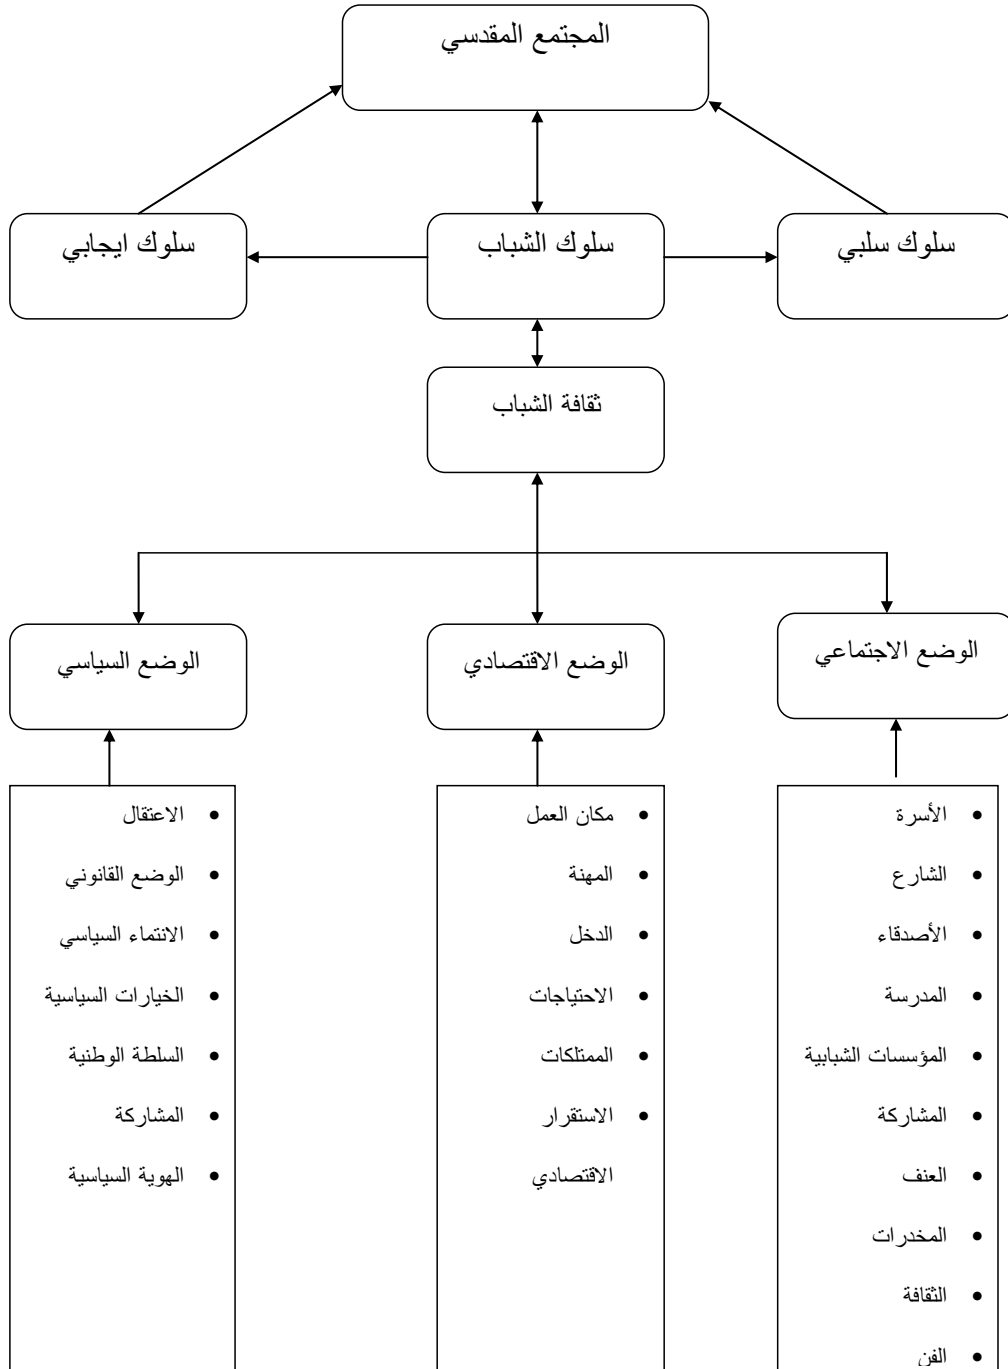 المجتمع المقدسي
سلوك سلبي
سلوك الشباب
سلوك ايجابي
ثقافة الشباب
الوضع الاجتماعي
الوضع الاقتصادي
الوضع السياسي
• الأسرة
• الشارع
• الأصدقاء
• المدرسة
• المؤسسات الشبابية
• المشاركة
• العنف
• المخدرات
• الثقافة
• الفن
• مكان العمل
• المهنة
• الدخل
• الاحتياجات
• الممتلكات
• الاستقرار
الاقتصادي
• الاعتقال
• الوضع القانوني
• الانتماء السياسي
• الخيارات السياسية
• السلطة الوطنية
• المشاركة
• الهوية السياسية